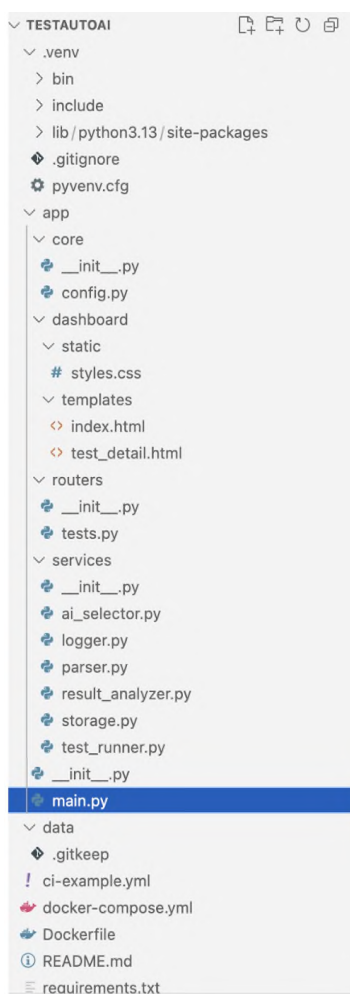 TESTAUTOAI
.venv
bin
include
lib/python3.13/site-packages
.gitignore
pyvenv.cfg
app
core
__init__.py
config.py
dashboard
static
# styles.css
templates
<> index.html
<> test_detail.html
routers
__init__.py
tests.py
services
__init__.py
ai_selector.py
logger.py
parser.py
result_analyzer.py
storage.py
test_runner.py
__init__.py
main.py
data
.gitkeep
! ci-example.yml
docker-compose.yml
Dockerfile
README.md
requirements.txt